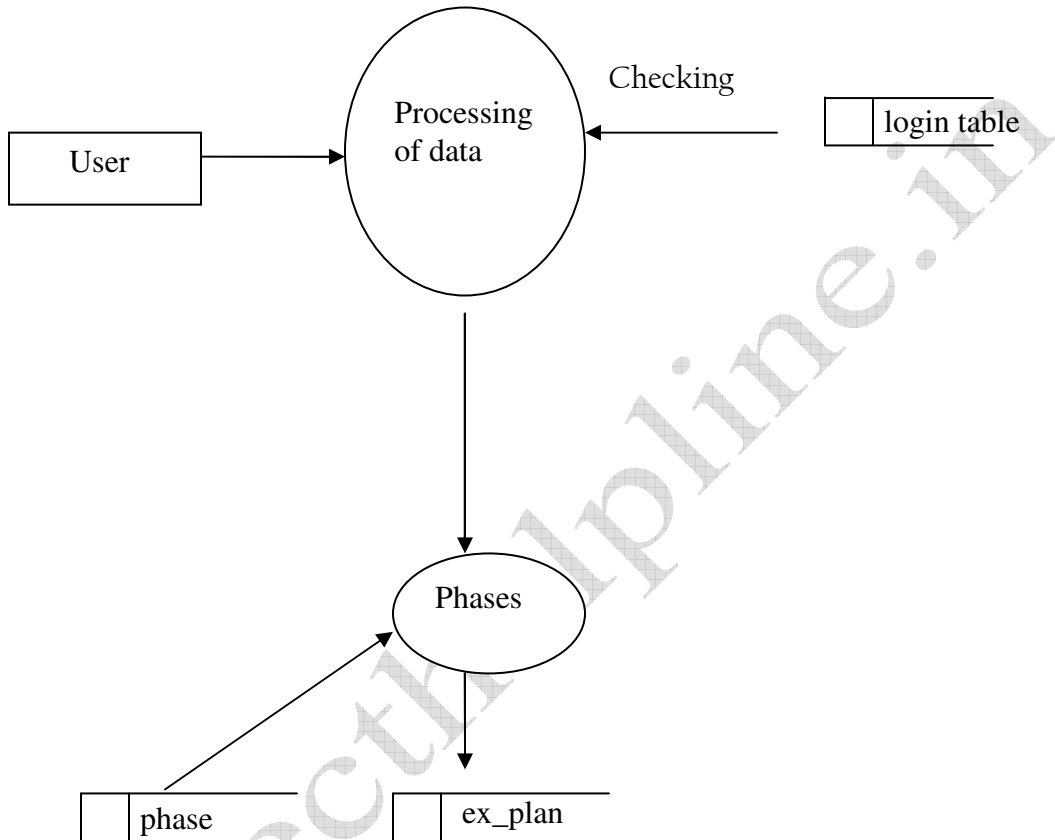 Checking
Processing
of data
login table
User
Phases
phase
ex_plan